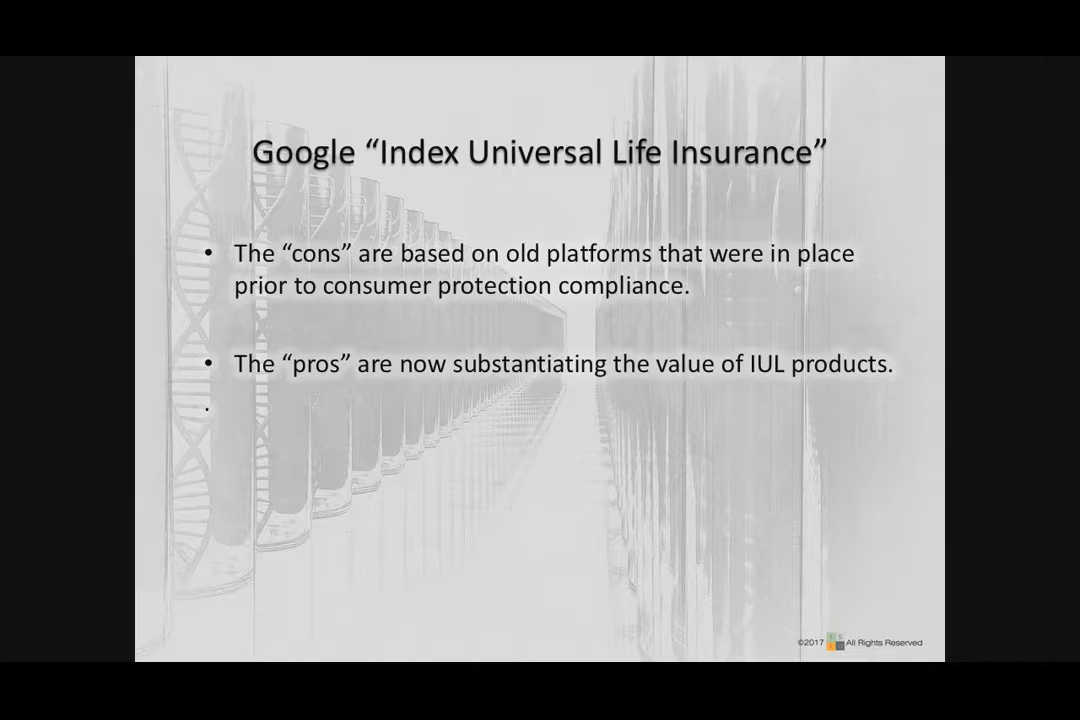 Google “Index Universal Life Insurance”
• The “cons” are based on old platforms that were in place
prior to consumer protection compliance.
• The “pros” are now substantiating the value of IUL products.
.
©2017 All Rights Reserved